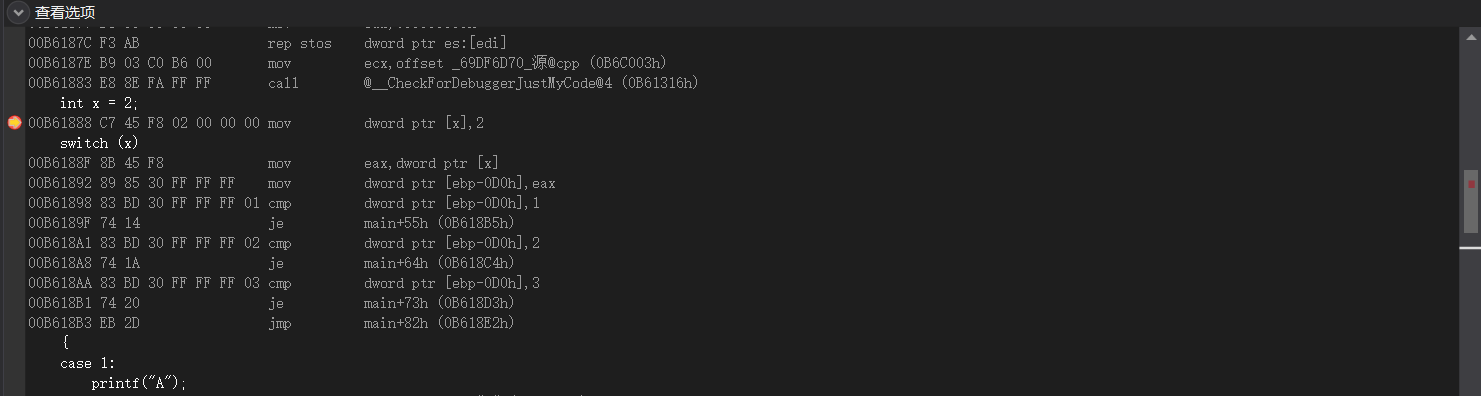 查看选项
00B6187C F3 AB rep stos dword ptr es:[edi]
00B6187E B9 03 C0 B6 00 mov ecx,offset _69DF6D70_源@cpp (0B6C003h)
00B61883 E8 8E FA FF FF call @__CheckForDebuggerJustMyCode@4 (0B61316h)
int x = 2;
00B61888 C7 45 F8 02 00 00 00 mov dword ptr [x],2
switch (x)
00B6188F 8B 45 F8 mov eax,dword ptr [x]
00B61892 89 85 30 FF FF FF mov dword ptr [ebp-0D0h],eax
00B61898 83 BD 30 FF FF FF 01 cmp dword ptr [ebp-0D0h],1
00B6189F 74 14 je main+55h (0B618B5h)
00B618A1 83 BD 30 FF FF FF 02 cmp dword ptr [ebp-0D0h],2
00B618A8 74 1A je main+64h (0B618C4h)
00B618AA 83 BD 30 FF FF FF 03 cmp dword ptr [ebp-0D0h],3
00B618B1 74 20 je main+73h (0B618D3h)
00B618B3 EB 2D jmp main+82h (0B618E2h)
{
case 1:
printf("A");